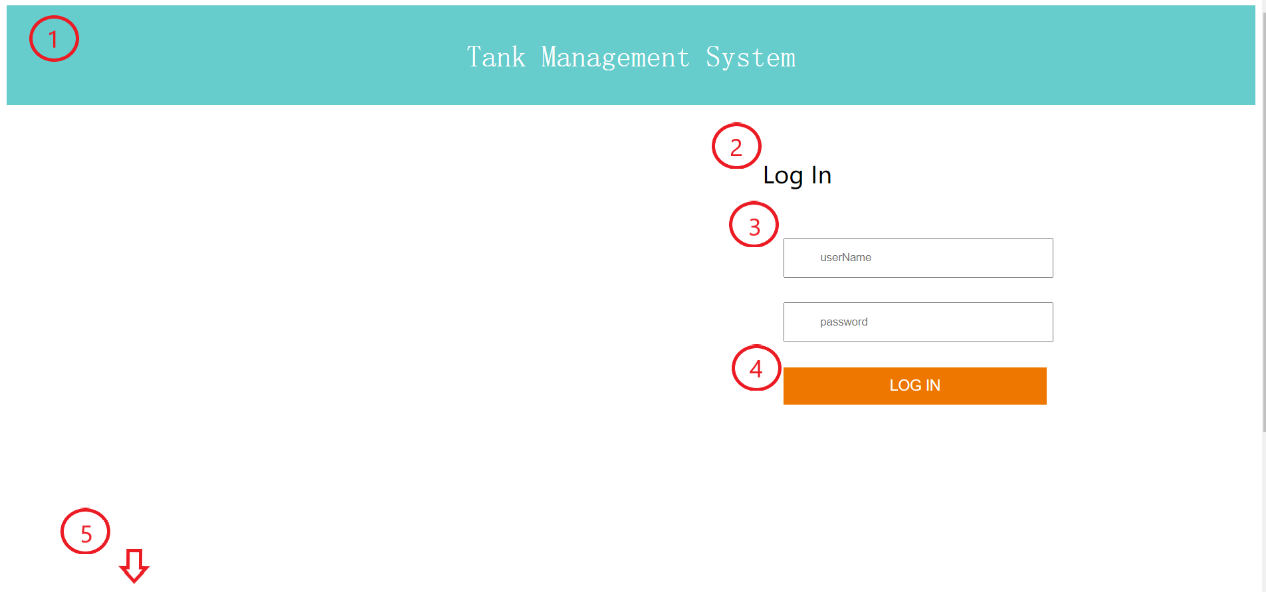 1
Tank Management System
2
Log In
3
userName
password
4
LOG IN
5